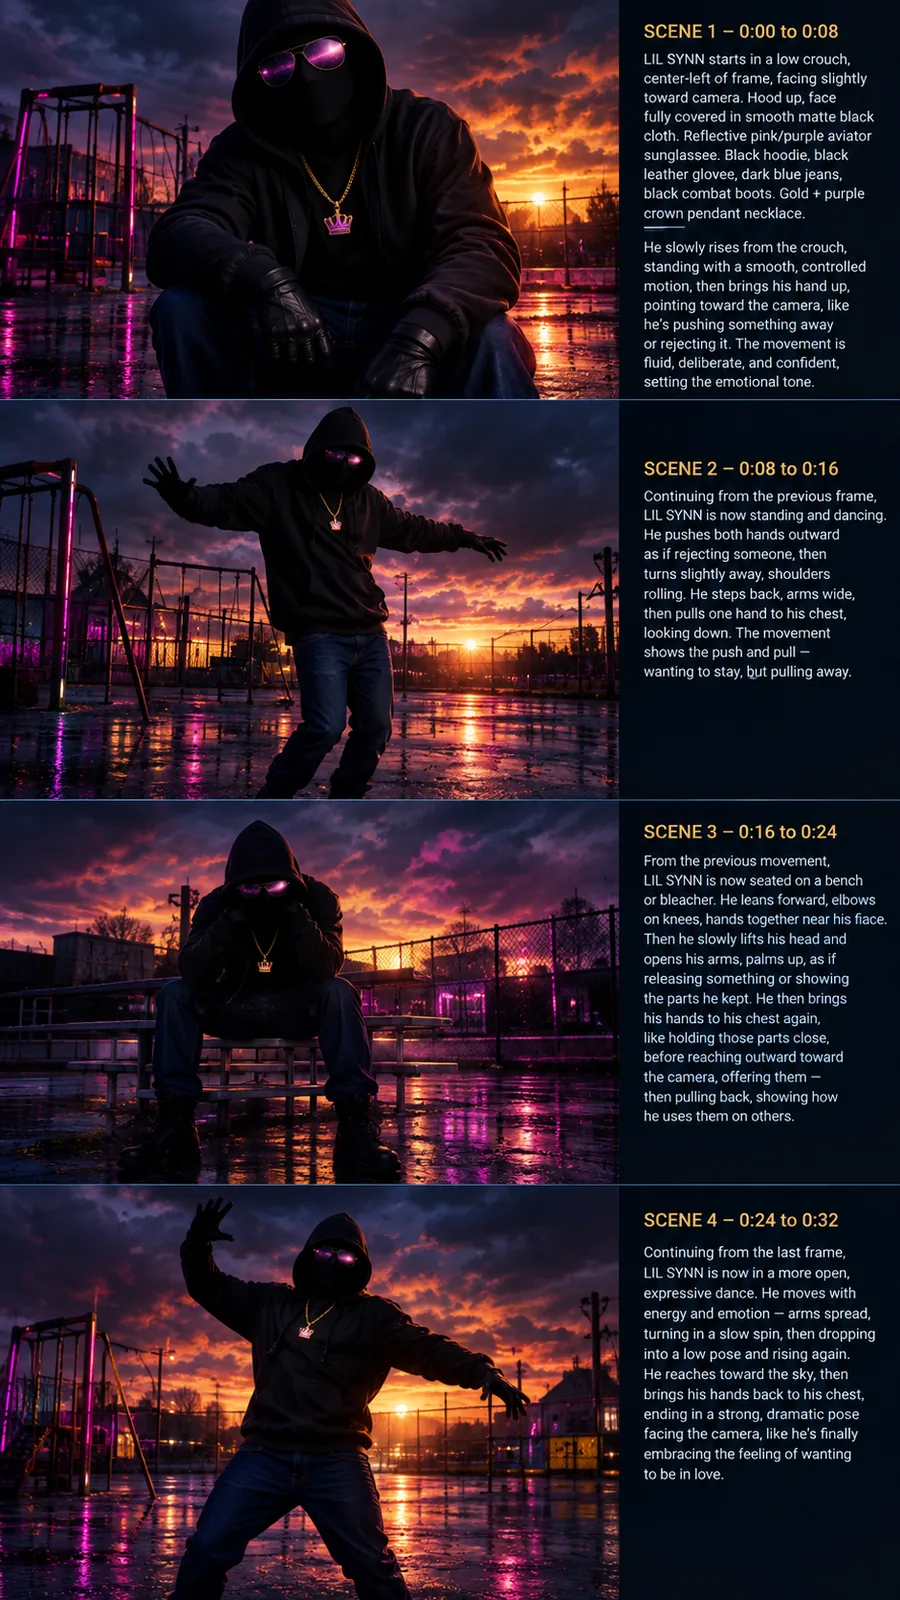 SCENE 1 – 0:00 to 0:08
LIL SYNN starts in a low crouch,
center-left of frame, facing slightly
toward camera. Hood up, face
fully covered in smooth matte black
cloth. Reflective pink/purple aviator
sunglassee. Black hoodie, black
leather glovee, dark blue jeans,
black combat boots. Gold + purple
crown pendant necklace.
He slowly rises from the crouch,
standing with a smooth, controlled
motion, then brings his hand up,
pointing toward the camera, like
he's pushing something away
or rejecting it. The movement is
fluid, deliberate, and confident,
setting the emotional tone.
SCENE 2 – 0:08 to 0:16
Continuing from the previous frame,
LIL SYNN is now standing and dancing.
He pushes both hands outward
as if rejecting someone, then
turns slightly away, shoulders
rolling. He steps back, arms wide,
then pulls one hand to his chest,
looking down. The movement
shows the push and pull —
wanting to stay, but pulling away.
SCENE 3 – 0:16 to 0:24
From the previous movement,
LIL SYNN is now seated on a bench
or bleacher. He leans forward, elbows
on knees, hands together near his fiace.
Then he slowly lifts his head and
opens his arms, palms up, as if
releasing something or showing
the parts he kept. He then brings
his hands to his chest again,
like holding those parts close,
before reaching outward toward
the camera, offering them —
then pulling back, showing how
he uses them on others.
SCENE 4 – 0:24 to 0:32
Continuing from the last frame,
LIL SYNN is now in a more open,
expressive dance. He moves with
energy and emotion — arms spread,
turning in a slow spin, then dropping
into a low pose and rising again.
He reaches toward the sky, then
brings his hands back to his chest,
ending in a strong, dramatic pose
facing the camera, like he's finally
embracing the feeling of wanting
to be in love.